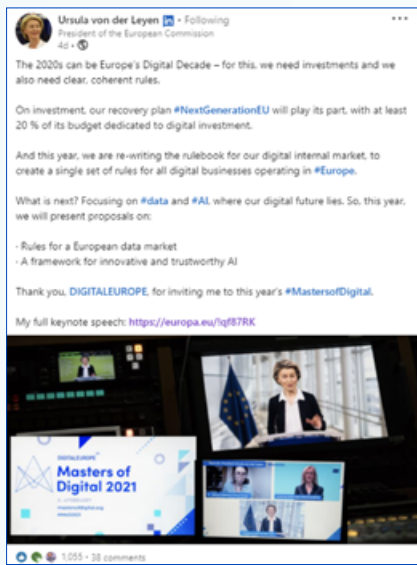 Ursula von der Leyen in • Following
President of the European Commission
4d •
The 2020s can be Europe's Digital Decade – for this, we need investments and we
also need clear, coherent rules.
On investment, our recovery plan #NextGenerationEU will play its part, with at least
20 % of its budget dedicated to digital investment.
And this year, we are re-writing the rulebook for our digital internal market, to
create a single set of rules for all digital businesses operating in #Europe.
What is next? Focusing on #data and #AI, where our digital future lies. So, this year,
we will present proposals on:
- Rules for a European data market
- A framework for innovative and trustworthy AI
Thank you, DIGITALEUROPE, for inviting me to this year's #MastersofDigital.
My full keynote speech: https://europa.eu/!qf87RK
DIGITALEUROPE
Masters of
Digital 2021
mastersofdigital.org
#MoD2021
1,055 • 38 comments